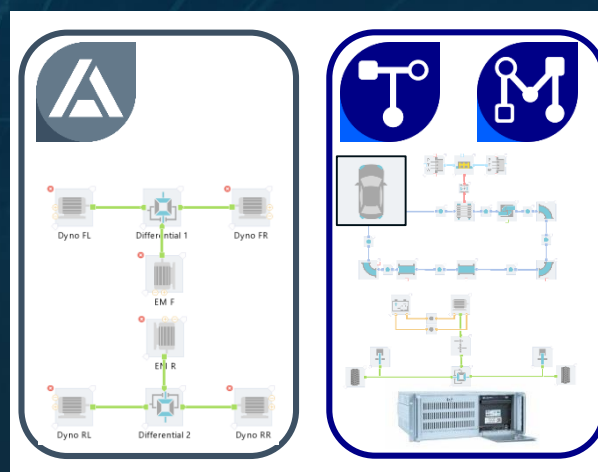 Dyno FL
Differential 1
Dyno FR
EM F
EM R
Dyno RL
Differential 2
Dyno RR